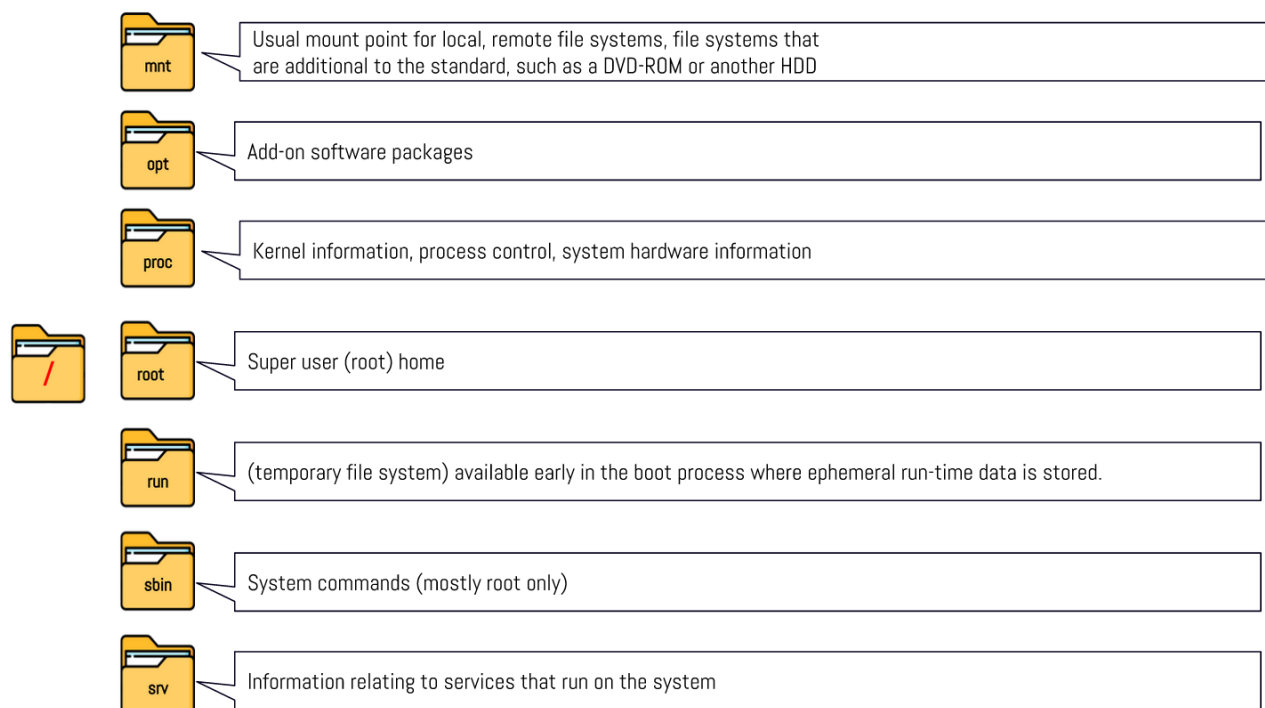 mnt
Usual mount point for local, remote file systems, file systems that
are additional to the standard, such as a DVD-ROM or another HDD
opt
Add-on software packages
proc
Kernel information, process control, system hardware information
/
root
Super user (root) home
run
(temporary file system) available early in the boot process where ephemeral run-time data is stored.
sbin
System commands (mostly root only)
srv
Information relating to services that run on the system